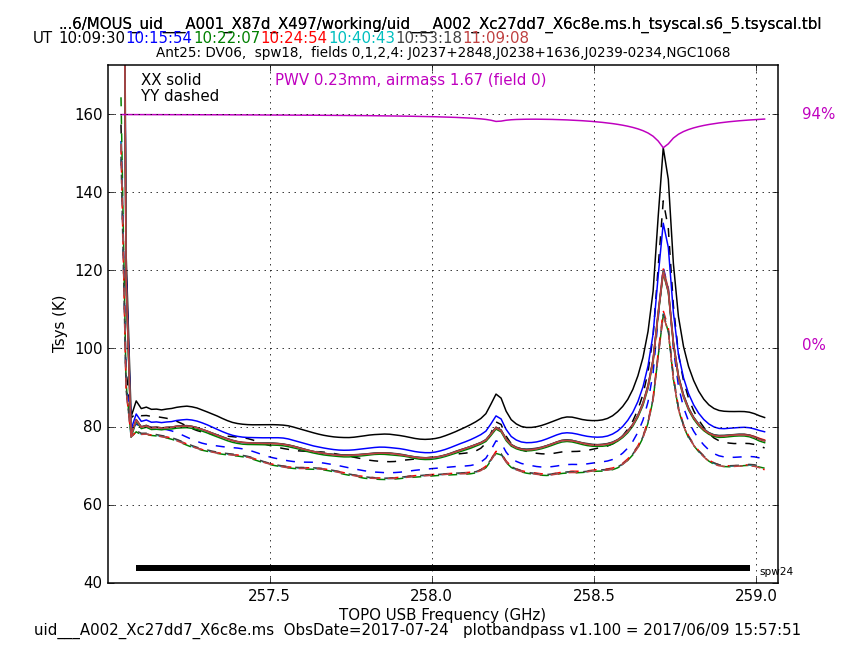 ...6/MOUS_uid___A001_X87d_X497/working/uid___A002_Xc27dd7_X6c8e.ms.h_tsyscal.s6_5.tsyscal.tbl
UT 10:09:30 10:15:54 10:22:07 10:24:54 10:40:43 10:53:18 11:09:08
Ant25: DV06, spw18, fields 0,1,2,4: J0237+2848,J0238+1636,J0239-0234,NGC1068
XX solid
PWV 0.23mm, airmass 1.67 (field 0)
YY dashed
94%
0%
160
140
120
100
80
60
40
Tsys (K)
spw24
257.5 258.0 258.5 259.0
TOPO USB Frequency (GHz)
uid___A002_Xc27dd7_X6c8e.ms ObsDate=2017-07-24 plotbandpass v1.100 = 2017/06/09 15:57:51